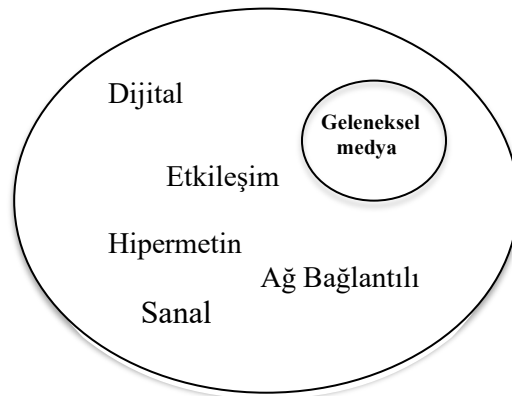 Dijital
Geleneksel
medya
Etkileşim
Hipermetin
Ağ Bağlantılı
Sanal